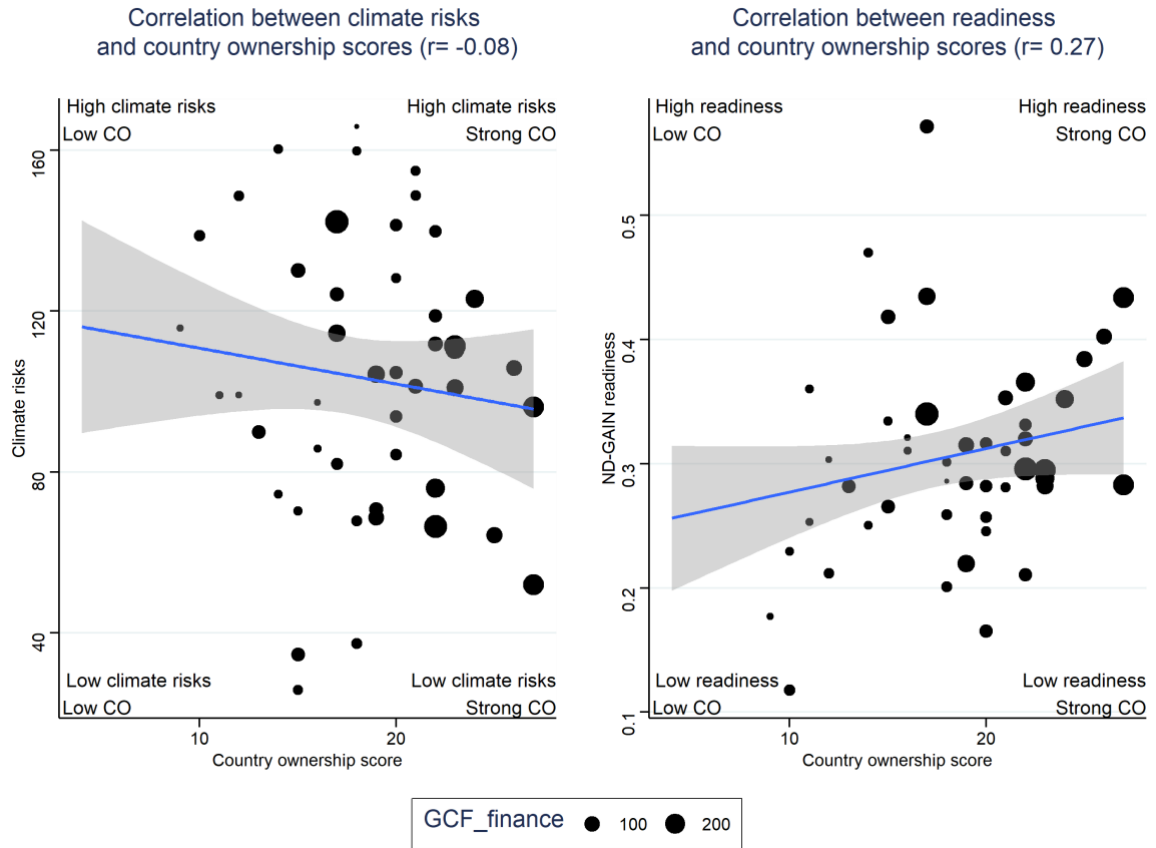 Correlation between climate risks
and country ownership scores (r= -0.08)
High climate risks
Low CO
High climate risks
Strong CO
160
120
80
40
Climate risks
Low climate risks
Low CO
Low climate risks
Strong CO
10
20
Country ownership score
Correlation between readiness
and country ownership scores (r= 0.27)
High readiness
Low CO
High readiness
Strong CO
0.5
0.4
0.3
0.2
0.1
ND-GAIN readiness
Low readiness
Low CO
Low readiness
Strong CO
10
20
Country ownership score
GCF_finance 100 200